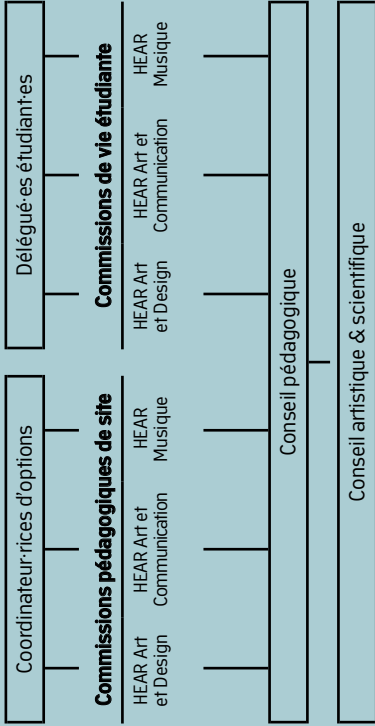 Coordinateur·rices d'options
Délégué·es étudiant·es
Commissions pédagogiques de site
Commissions de vie étudiante
HEAR Art
et Design
HEAR Art et
Communication
HEAR
Musique
HEAR Art
et Design
HEAR Art et
Communication
HEAR
Musique
Conseil pédagogique
Conseil artistique & scientifique